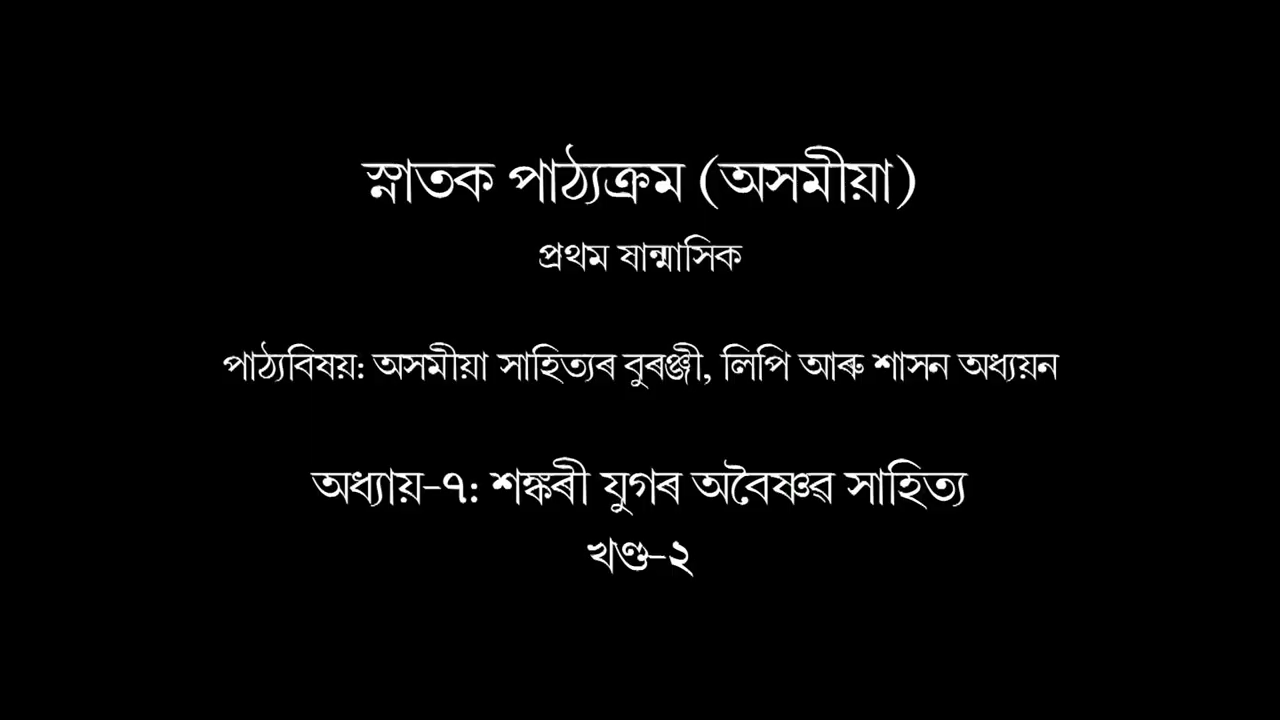 স্নাতক পাঠ্যক্ৰম (অসমীয়া)
প্ৰথম ষান্মাসিক
পাঠ্যবিষয়: অসমীয়া সাহিত্যৰ বুৰঞ্জী, লিপি আৰু শাসন অধ্যয়ন
অধ্যায়-৭: শঙ্কৰী যুগৰ অবৈষ্ণৱ সাহিত্য
খণ্ড-২